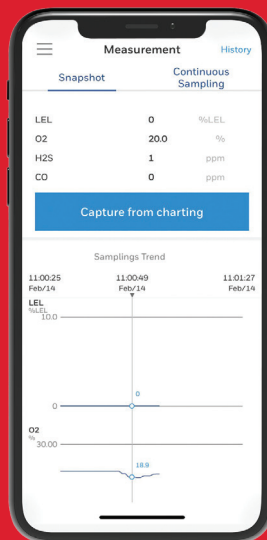 Measurement
History
Snapshot
Continuous
Sampling
LEL 0 %LEL
O2 20.0 %
H2S 1 ppm
CO 0 ppm
Capture from charting
Samplings Trend
11:00:25 11:00:49 11:01:27
Feb/14 Feb/14 Feb/14
LEL
%LEL
10.0
0
0
O2
%
30.00
18.9